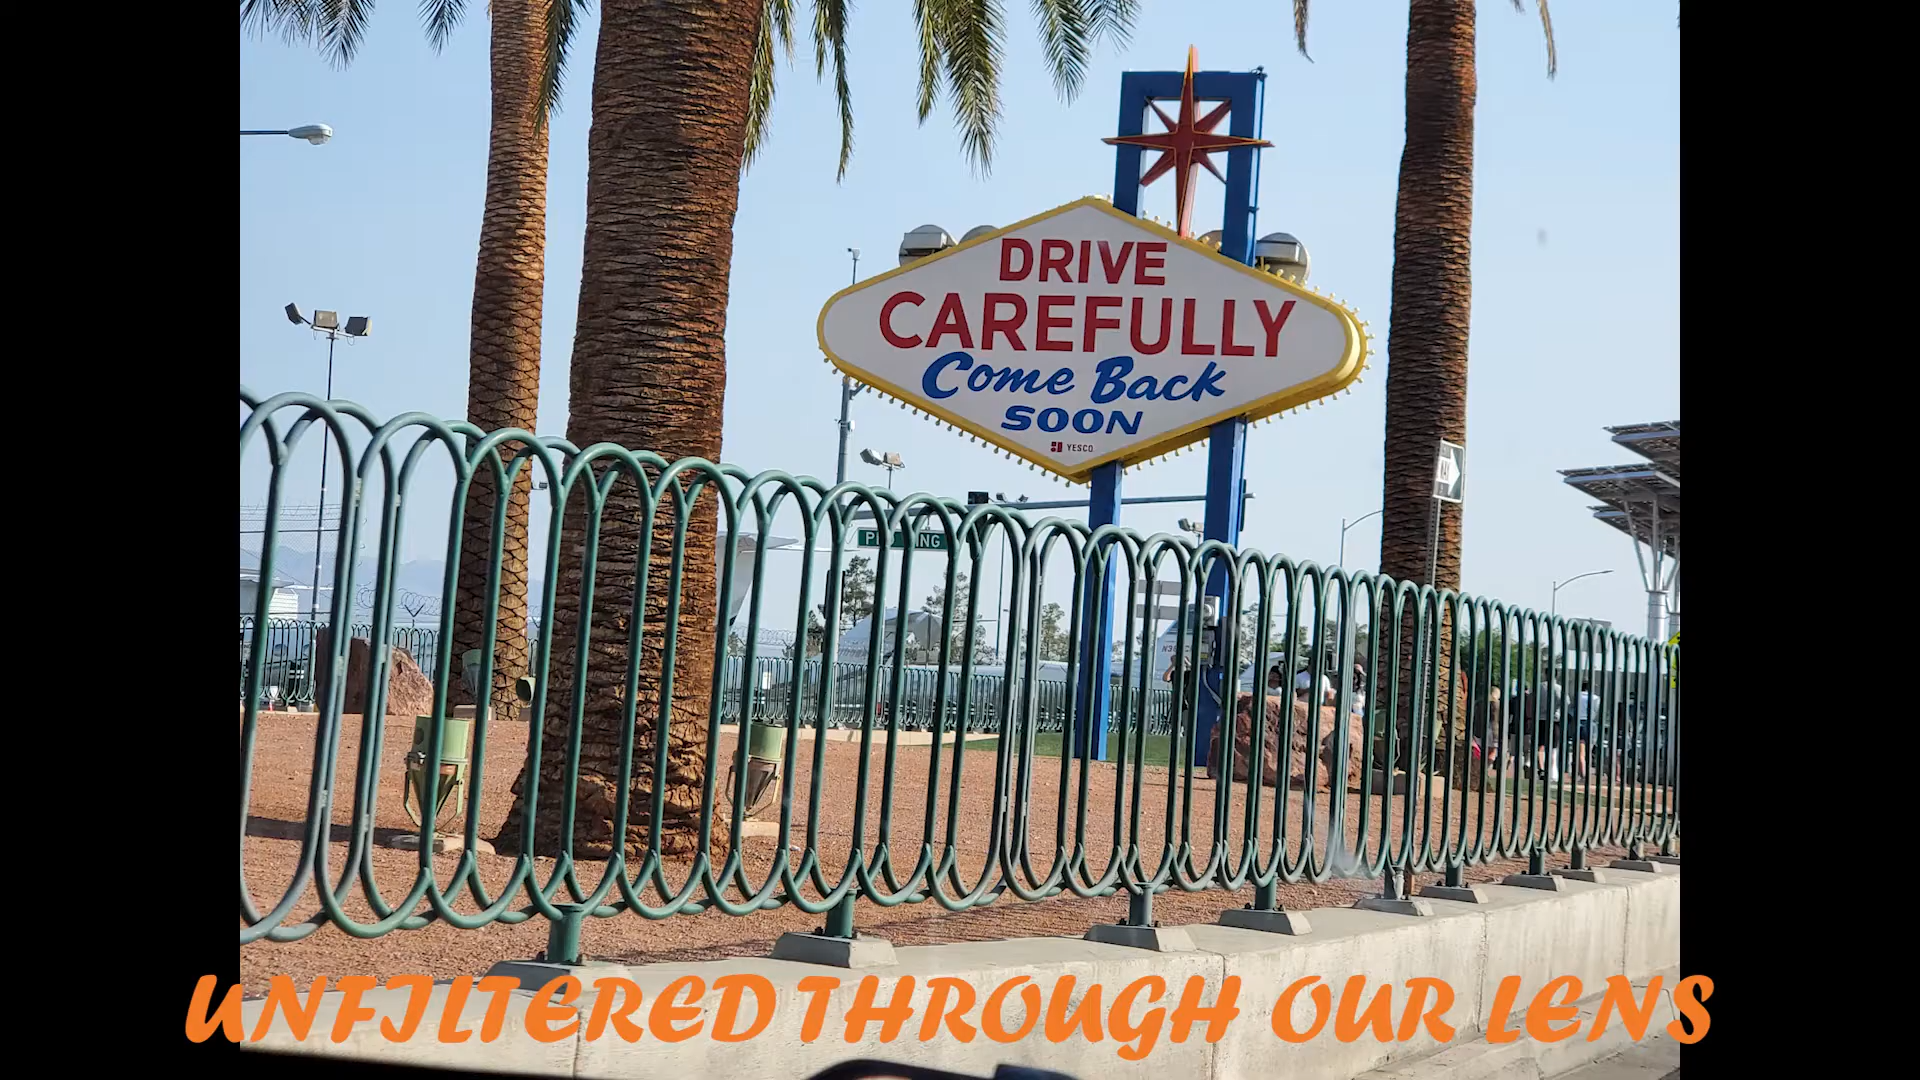 DRIVE
CAREFULLY
Come Back
SOON
YESCO
UNFILTERED THROUGH OUR LENS